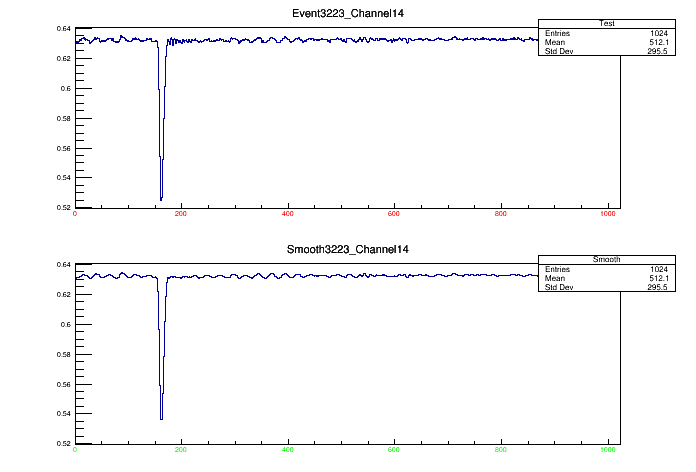 Event3223_Channel14
Test
Entries 1024
Mean 512.1
Std Dev 295.5
0.64
0.62
0.6
0.58
0.56
0.54
0.52
0 200 400 600 800 1000
Smooth3223_Channel14
Smooth
Entries 1024
Mean 512.1
Std Dev 295.5
0.64
0.62
0.6
0.58
0.56
0.54
0.52
0 200 400 600 800 1000